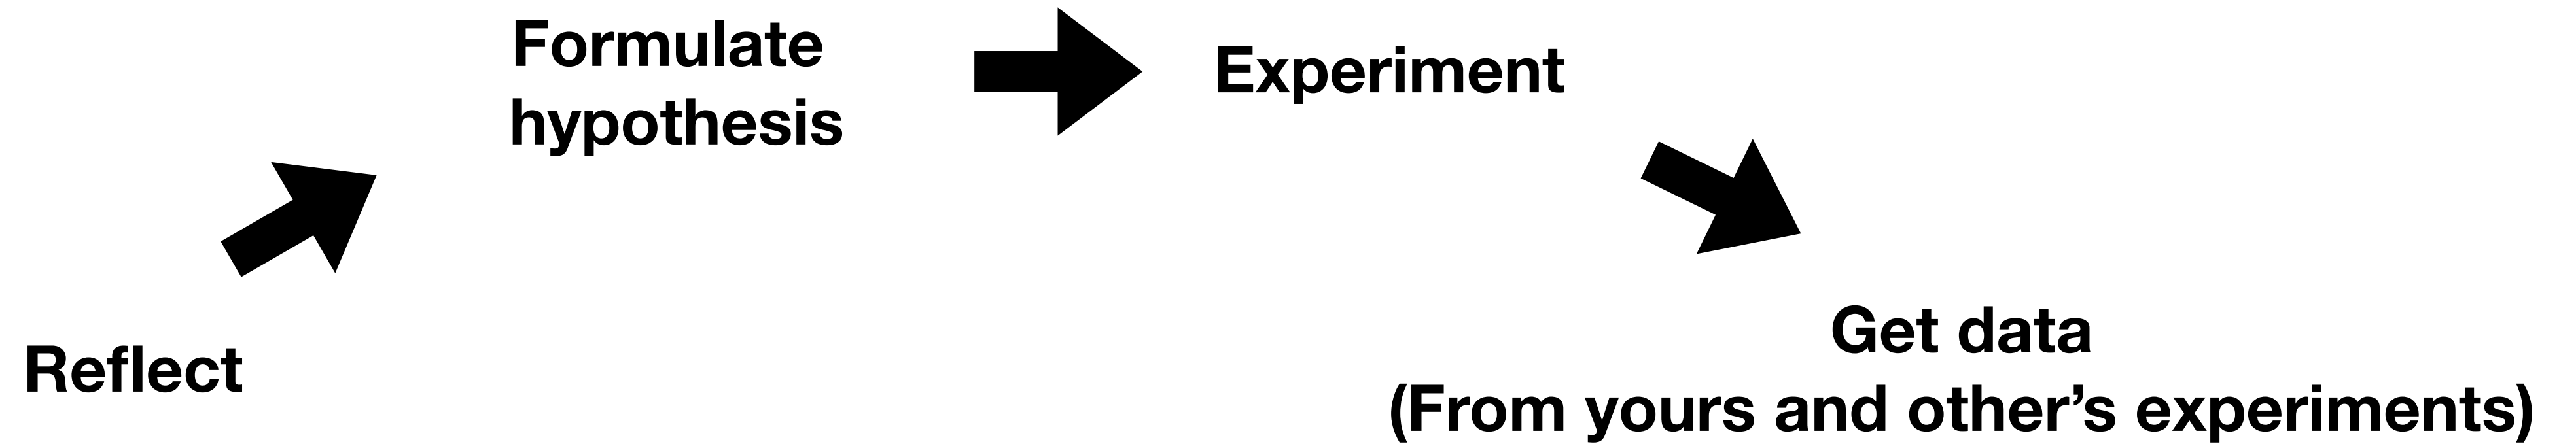 Formulate
hypothesis
Experiment
Reflect
Get data
(From yours and other’s experiments)